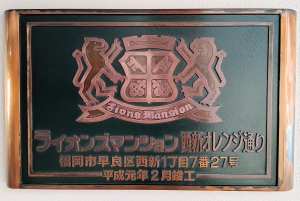 Lions Mansion
ライオンズマンション西新オレンジ通り
福岡市早良区西新1丁目7番27号
平成元年2月竣工